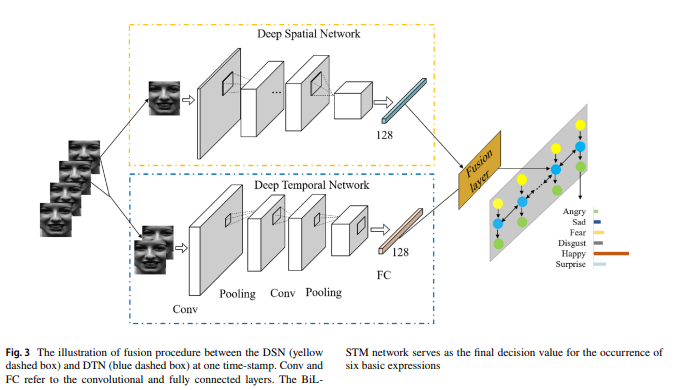 Deep Spatial Network
...
128
Deep Temporal Network
128
FC
Pooling Conv Pooling
Conv
Fusion
layer
Angry
Sad
Fear
Disgust
Happy
Surprise
Fig. 3 The illustration of fusion procedure between the DSN (yellow
dashed box) and DTN (blue dashed box) at one time-stamp. Conv and
FC refer to the convolutional and fully connected layers. The BiL-
STM network serves as the final decision value for the occurrence of
six basic expressions